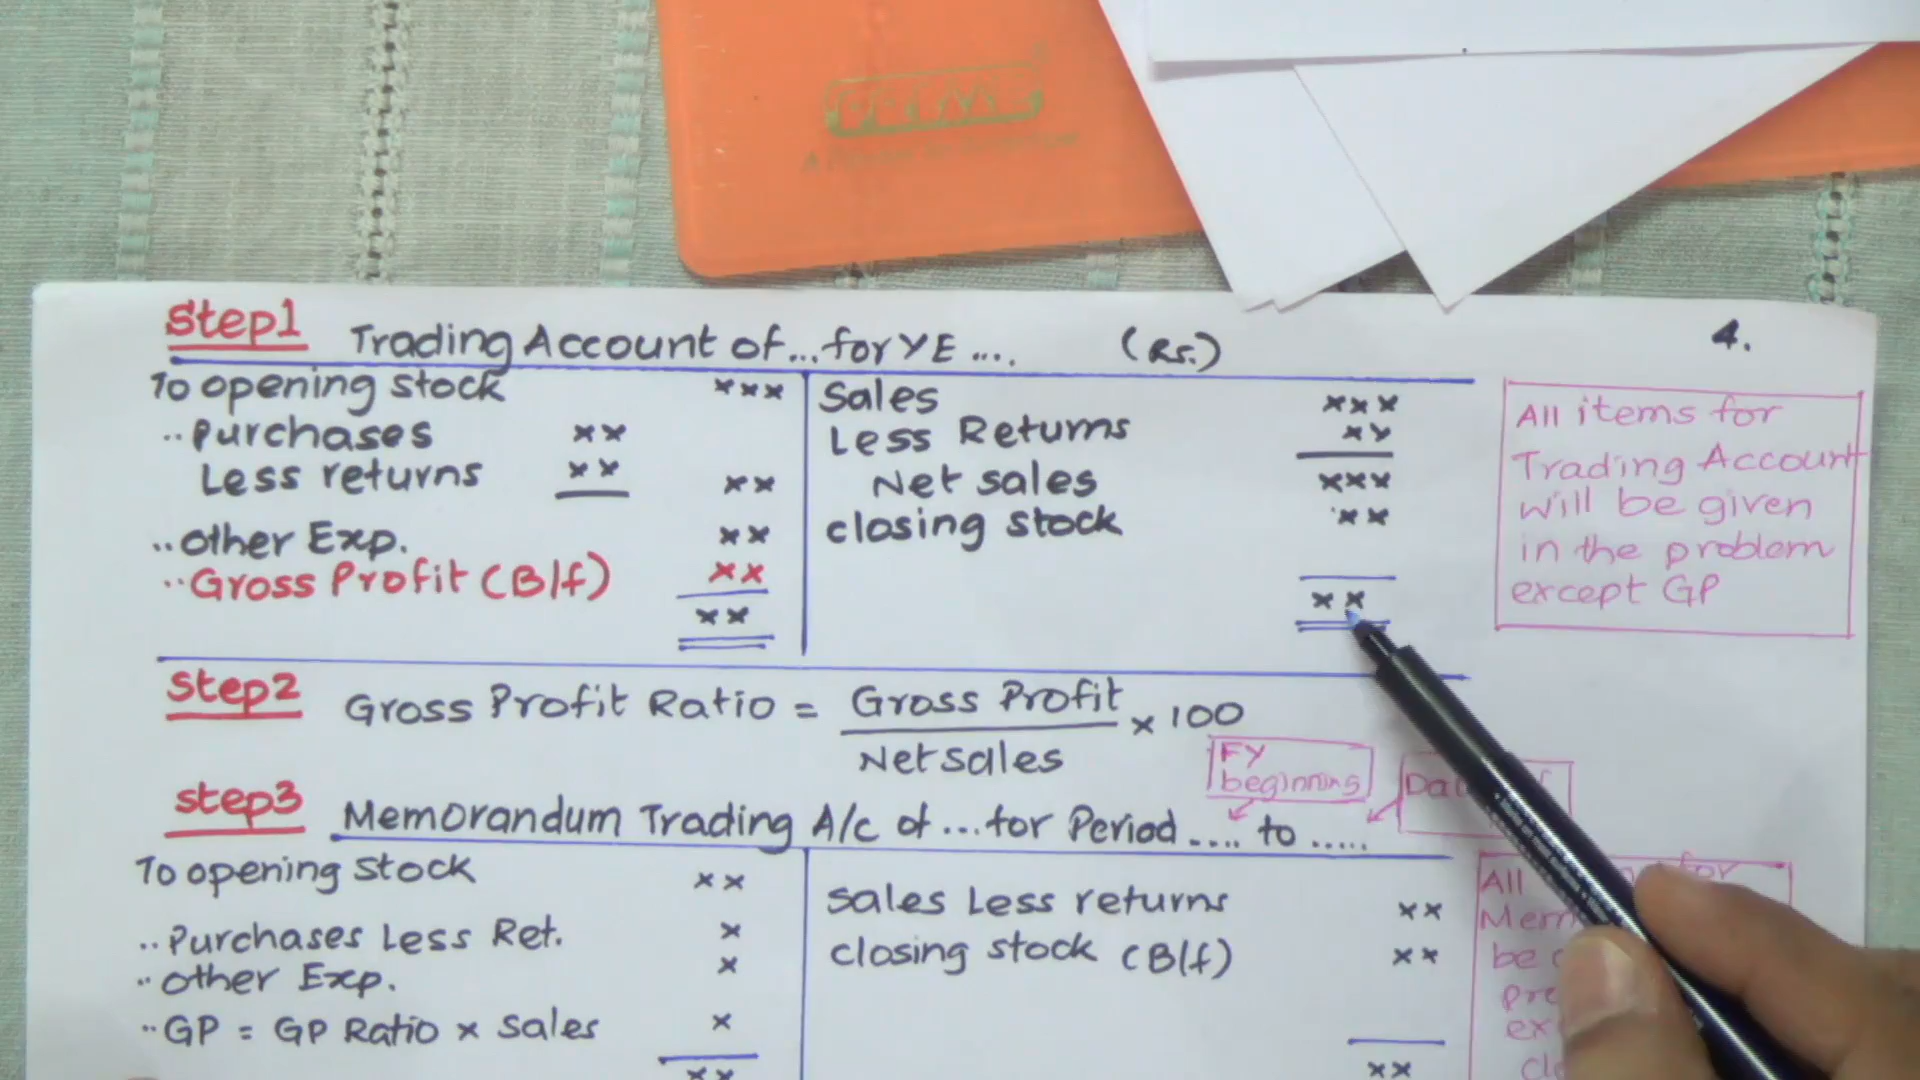 4.
Step1 Trading Account of...for YE .... (Rs.)
To opening stock xxx
.. Purchases xx
Less returns xx xx
.. other Exp. xx
.. Gross Profit (B/f) xx
xx
Sales xxx
Less Returns xy
Net sales xxx
closing stock xx
xx
All items for
Trading Account
will be given
in the problem
except GP
Step2 Gross Profit Ratio = Gross Profit
Net sales
× 100
FY
beginning
step3 Memorandum Trading A/c of ...for Period .... to .....
To opening stock xx
.. Purchases Less Ret. x
.. other Exp. x
.. GP = GP Ratio × sales x
xx
sales Less returns xx
closing stock (B/f) xx
xx
All